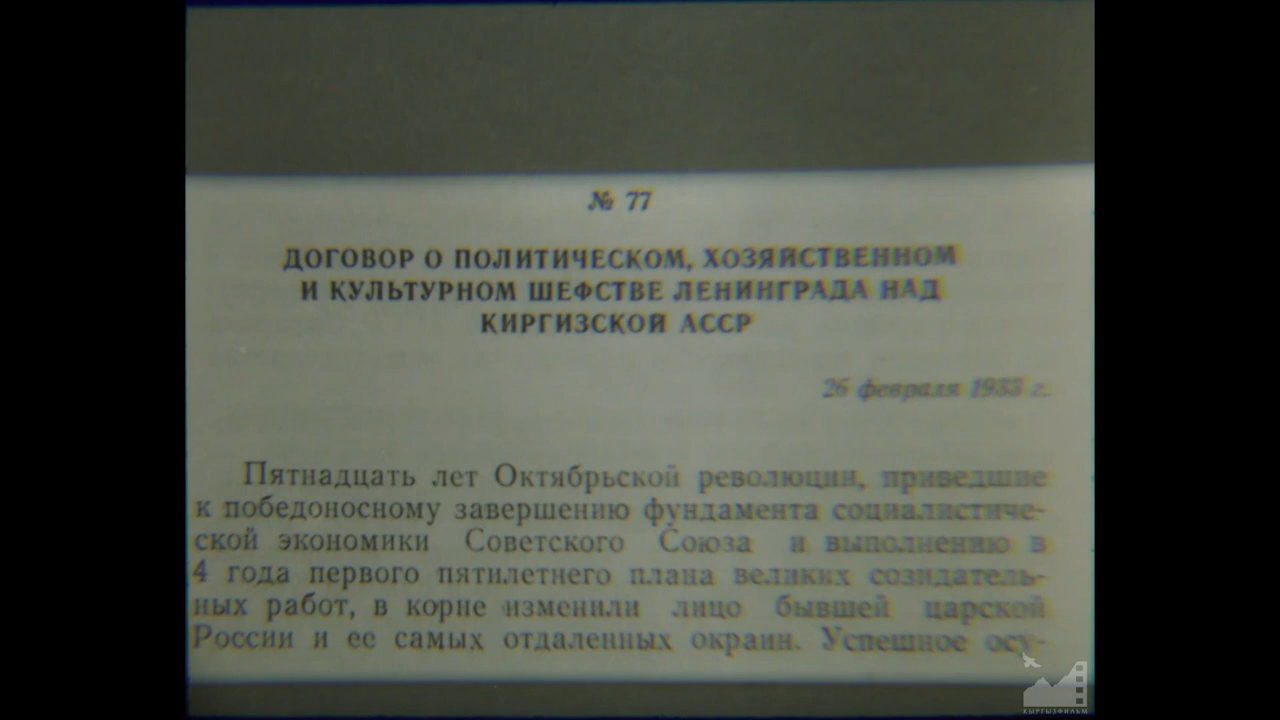 № 77
ДОГОВОР О ПОЛИТИЧЕСКОМ, ХОЗЯЙСТВЕННОМ
И КУЛЬТУРНОМ ШЕФСТВЕ ЛЕНИНГРАДА НАД
КИРГИЗСКОЙ АССР
26 февраля 1933 г.
Пятнадцать лет Октябрьской революции, приведшие
к победоносному завершению фундамента социалистиче-
ской экономики Советского Союза и выполнению в
4 года первого пятилетнего плана великих созидатель-
ных работ, в корне изменили лицо бывшей царской
России и ее самых отдаленных окраин. Успешное осу-
КЫРГЫЗФИЛЬМ